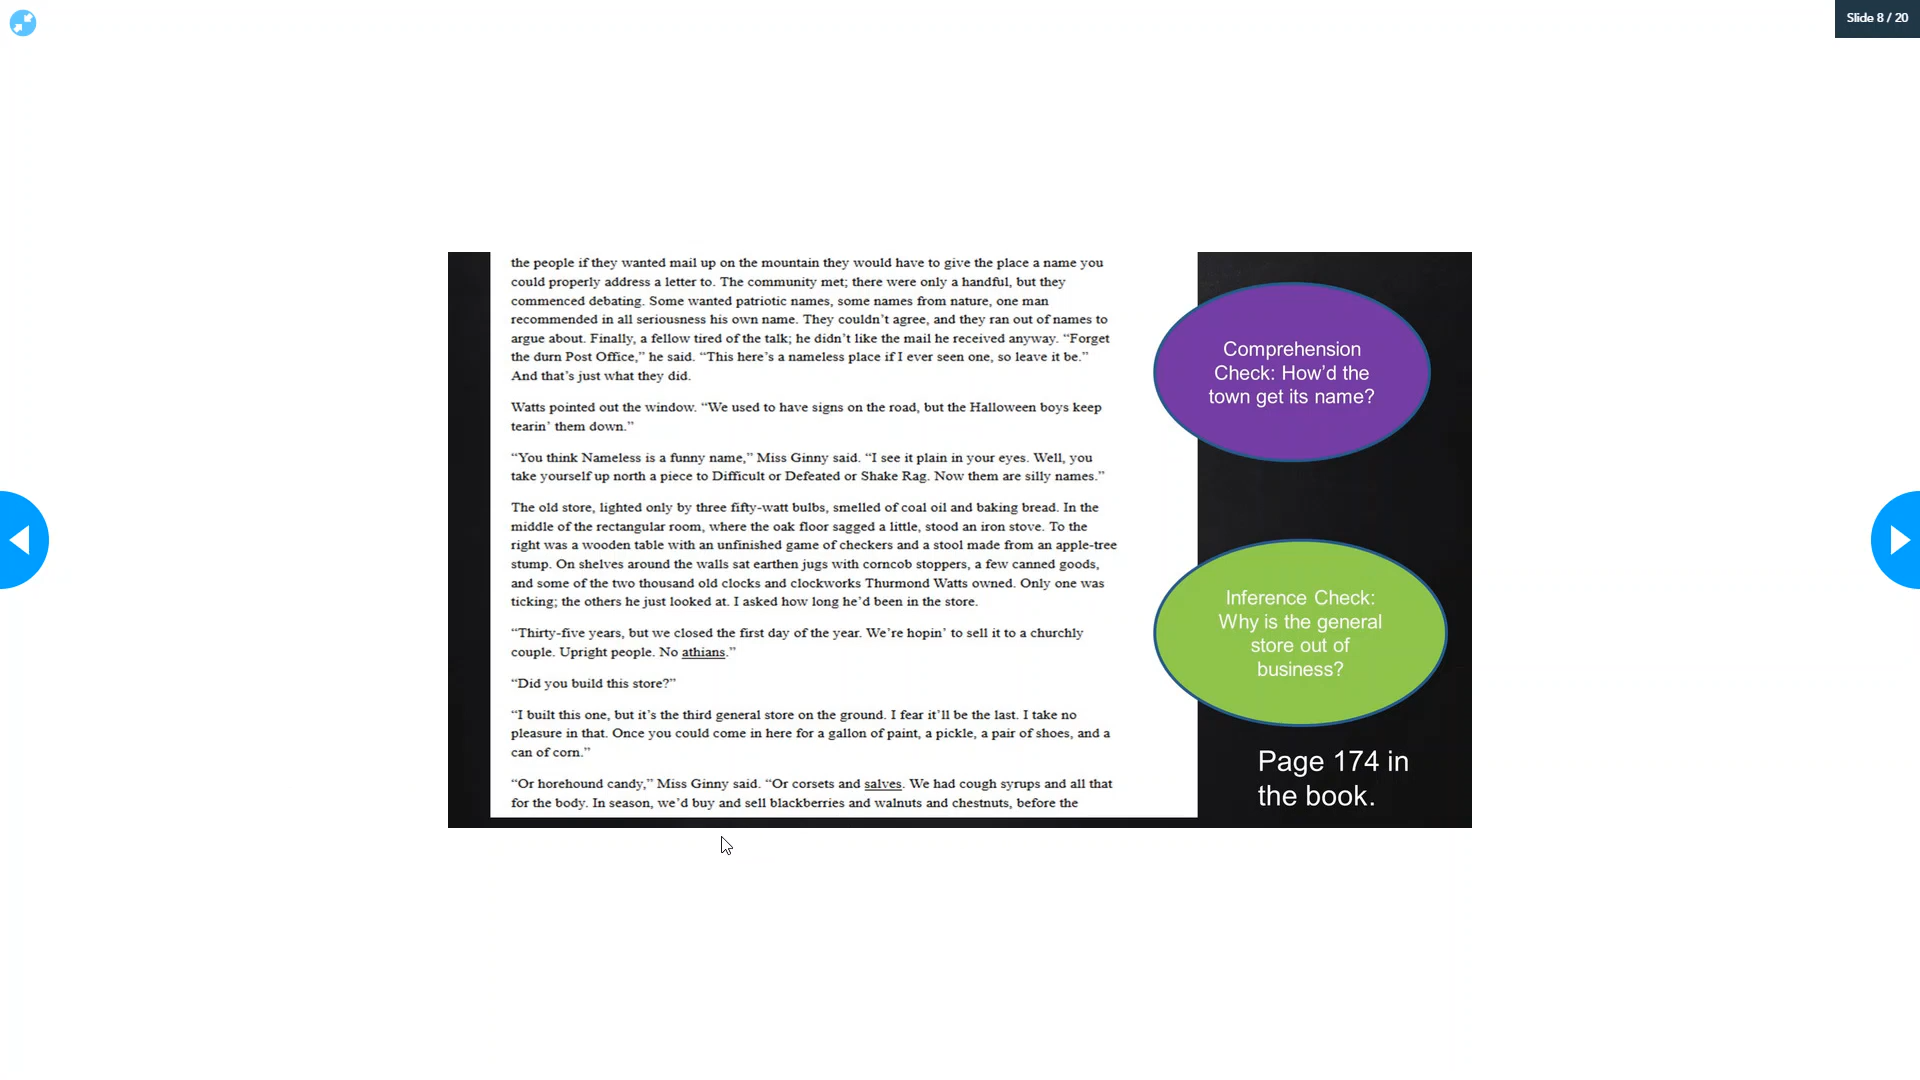 Slide 8 / 20
the people if they wanted mail up on the mountain they would have to give the place a name you
could properly address a letter to. The community met; there were only a handful, but they
commenced debating. Some wanted patriotic names, some names from nature, one man
recommended in all seriousness his own name. They couldn’t agree, and they ran out of names to
argue about. Finally, a fellow tired of the talk; he didn’t like the mail he received anyway. “Forget
the durn Post Office,” he said. “This here’s a nameless place if I ever seen one, so leave it be.”
And that’s just what they did.
Watts pointed out the window. “We used to have signs on the road, but the Halloween boys keep
tearin’ them down.”
“You think Nameless is a funny name,” Miss Ginny said. “I see it plain in your eyes. Well, you
take yourself up north a piece to Difficult or Defeated or Shake Rag. Now them are silly names.”
The old store, lighted only by three fifty-watt bulbs, smelled of coal oil and baking bread. In the
middle of the rectangular room, where the oak floor sagged a little, stood an iron stove. To the
right was a wooden table with an unfinished game of checkers and a stool made from an apple-tree
stump. On shelves around the walls sat earthen jugs with corncob stoppers, a few canned goods,
and some of the two thousand old clocks and clockworks Thurmond Watts owned. Only one was
ticking; the others he just looked at. I asked how long he’d been in the store.
“Thirty-five years, but we closed the first day of the year. We’re hopin’ to sell it to a churchly
couple. Upright people. No athians.”
“Did you build this store?”
“I built this one, but it’s the third general store on the ground. I fear it’ll be the last. I take no
pleasure in that. Once you could come in here for a gallon of paint, a pickle, a pair of shoes, and a
can of corn.”
“Or horehound candy,” Miss Ginny said. “Or corsets and salves. We had cough syrups and all that
for the body. In season, we’d buy and sell blackberries and walnuts and chestnuts, before the
Comprehension
Check: How’d the
town get its name?
Inference Check:
Why is the general
store out of
business?
Page 174 in
the book.